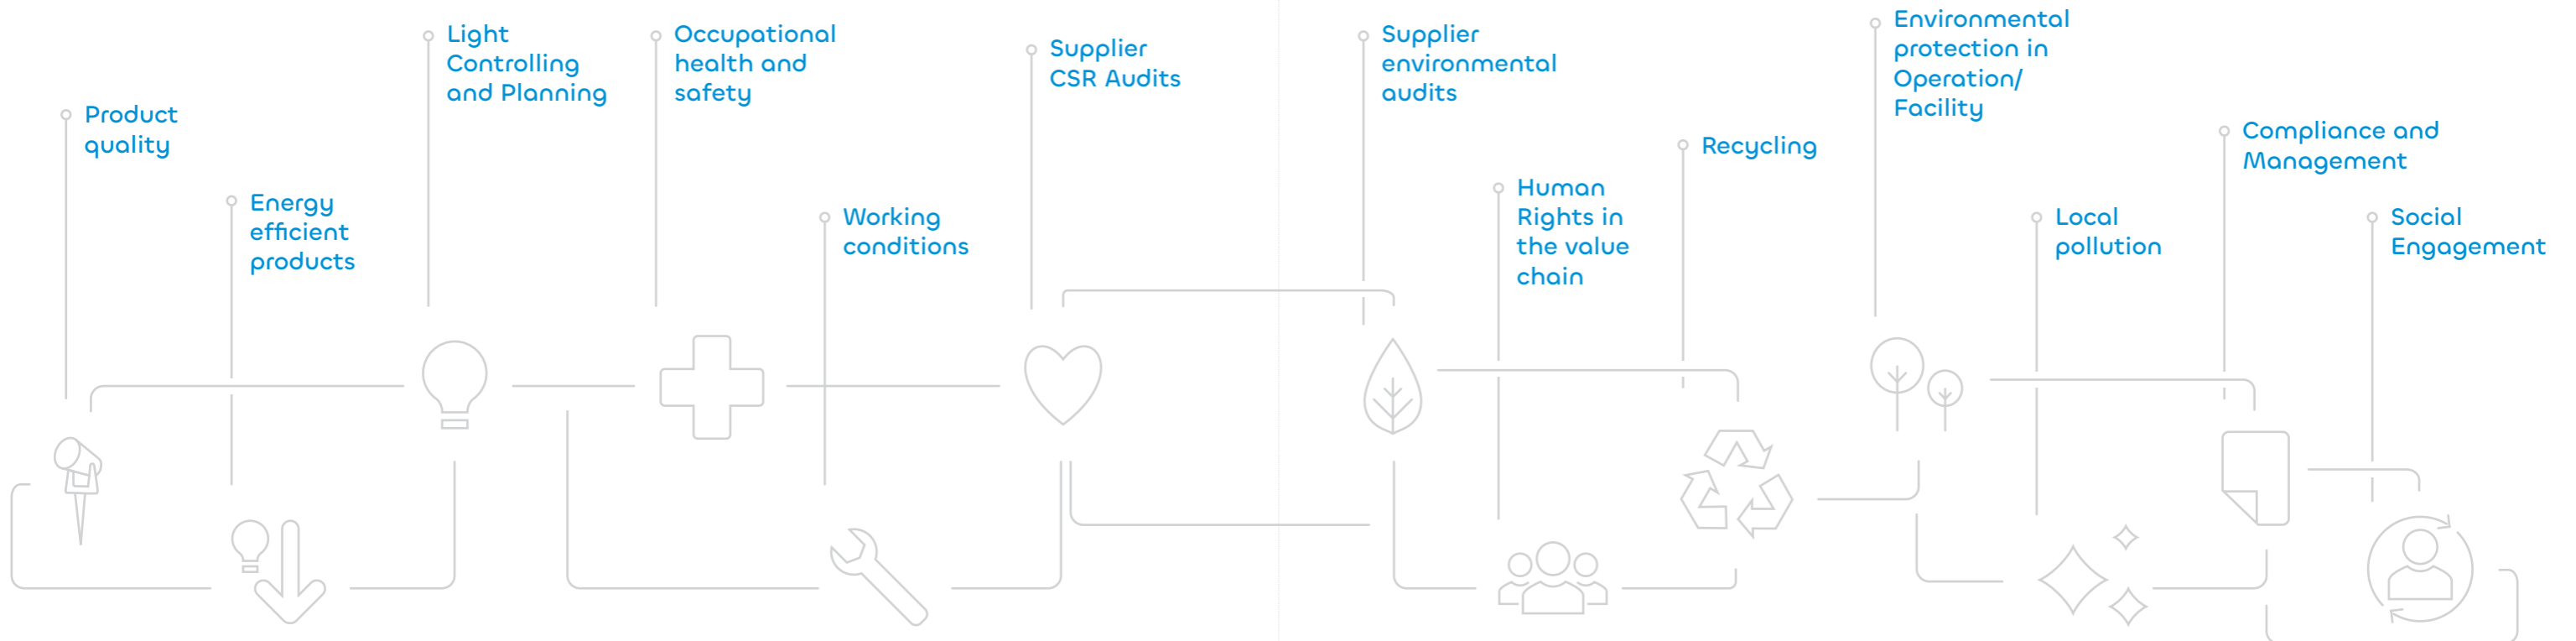 Product
quality
Energy
efficient
products
Light
Controlling
and Planning
Occupational
health and
safety
Working
conditions
Supplier
CSR Audits
Supplier
environmental
audits
Human
Rights in
the value
chain
Recycling
Environmental
protection in
Operation/
Facility
Local
pollution
Compliance and
Management
Social
Engagement